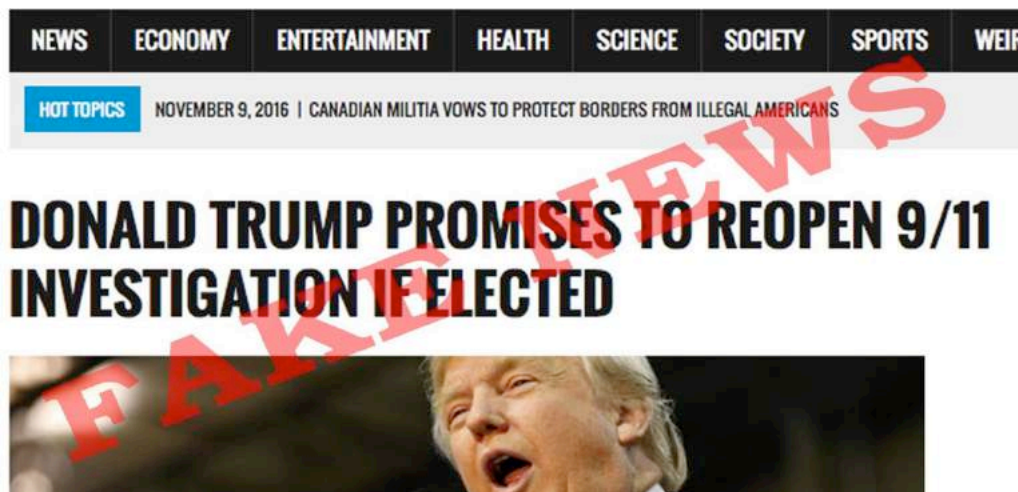 NEWS ECONOMY ENTERTAINMENT HEALTH SCIENCE SOCIETY SPORTS WEIR
HOT TOPICS NOVEMBER 9, 2016 | CANADIAN MILITIA VOWS TO PROTECT BORDERS FROM ILLEGAL AMERICANS
DONALD TRUMP PROMISES TO REOPEN 9/11
INVESTIGATION IF ELECTED
FAKE NEWS